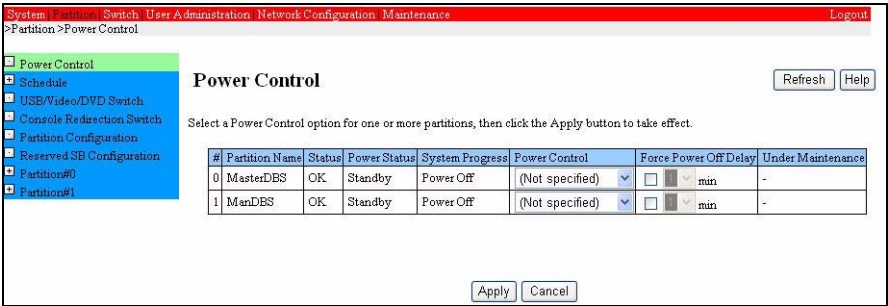 System | Partition | Switch | User Administration | Network Configuration | Maintenance Logout
>Partition >Power Control
Power Control
Schedule
USB/Video/DVD Switch
Console Redirection Switch
Partition Configuration
Reserved SB Configuration
Partition#0
Partition#1
Power Control
Refresh Help
Select a Power Control option for one or more partitions, then click the Apply button to take effect.
# Partition Name Status Power Status System Progress Power Control Force Power Off Delay Under Maintenance
0 MasterDBS OK Standby Power Off (Not specified) 1 min -
1 ManDBS OK Standby Power Off (Not specified) 1 min -
Apply Cancel